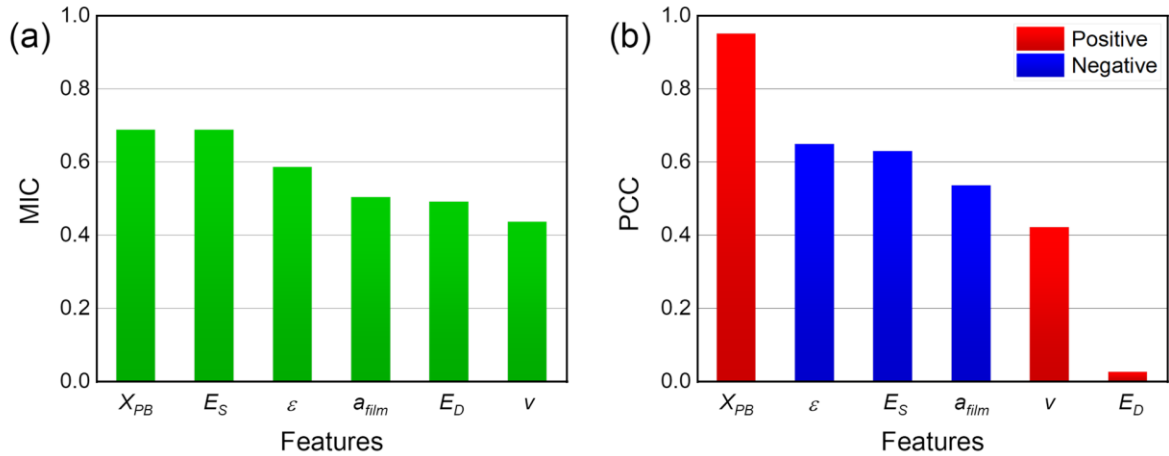 (a)
MIC
1.0
0.8
0.6
0.4
0.2
0.0
X_PB E_S ε a_film E_D ν
Features
(b)
PCC
1.0
0.8
0.6
0.4
0.2
0.0
Positive
Negative
X_PB ε E_S a_film ν E_D
Features